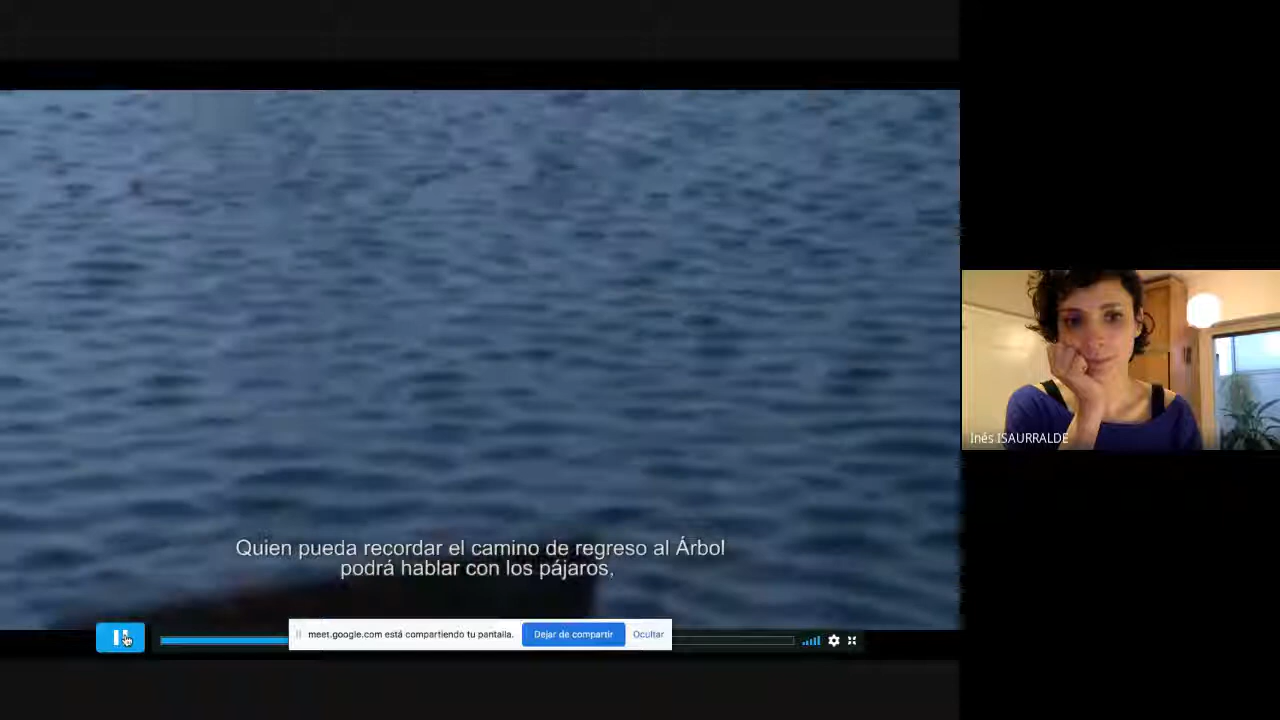 Quien pueda recordar el camino de regreso al Árbol
podrá hablar con los pájaros,
meet.google.com está compartiendo tu pantalla.
Dejar de compartir
Ocultar
Inés ISAURRALDE